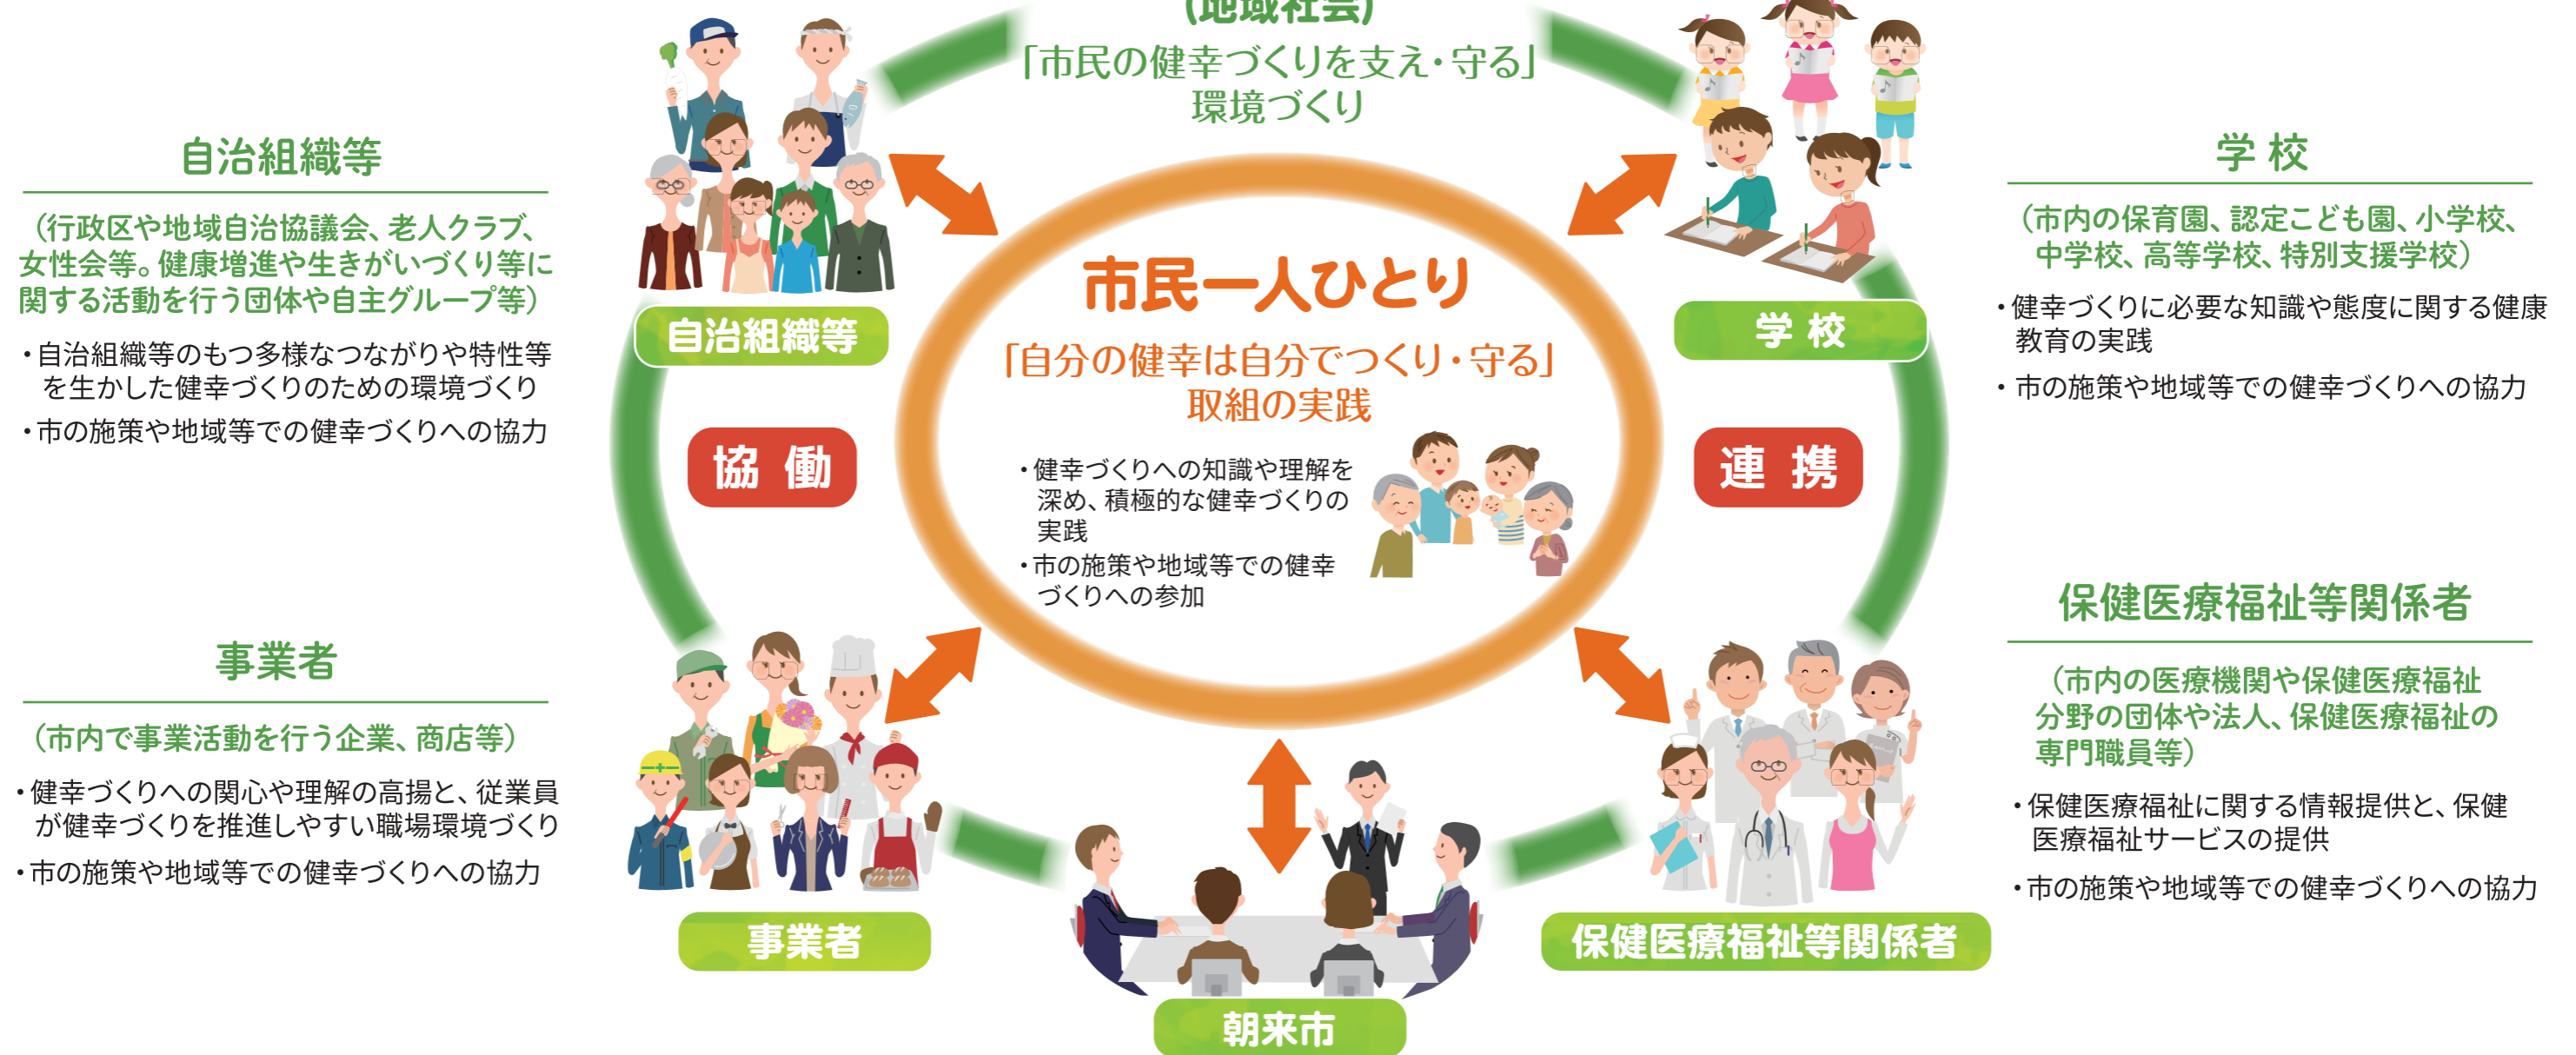 (地域社会)
「市民の健幸づくりを支え・守る」
環境づくり
自治組織等
（行政区や地域自治協議会、老人クラブ、
女性会等。健康増進や生きがいづくり等に
関する活動を行う団体や自主グループ等）
・自治組織等のもつ多様なつながりや特性等
を生かした健幸づくりのための環境づくり
・市の施策や地域等での健幸づくりへの協力
自治組織等
学校
学校
（市内の保育園、認定こども園、小学校、
中学校、高等学校、特別支援学校）
・健幸づくりに必要な知識や態度に関する健康
教育の実践
・市の施策や地域等での健幸づくりへの協力
市民一人ひとり
「自分の健幸は自分でつくり・守る」
取組の実践
・健幸づくりへの知識や理解を
深め、積極的な健幸づくりの
実践
・市の施策や地域等での健幸
づくりへの参加
協働
連携
事業者
（市内で事業活動を行う企業、商店等）
・健幸づくりへの関心や理解の高揚と、従業員
が健幸づくりを推進しやすい職場環境づくり
・市の施策や地域等での健幸づくりへの協力
事業者
保健医療福祉等関係者
（市内の医療機関や保健医療福祉
分野の団体や法人、保健医療福祉の
専門職員等）
・保健医療福祉に関する情報提供と、保健
医療福祉サービスの提供
・市の施策や地域等での健幸づくりへの協力
保健医療福祉等関係者
朝来市